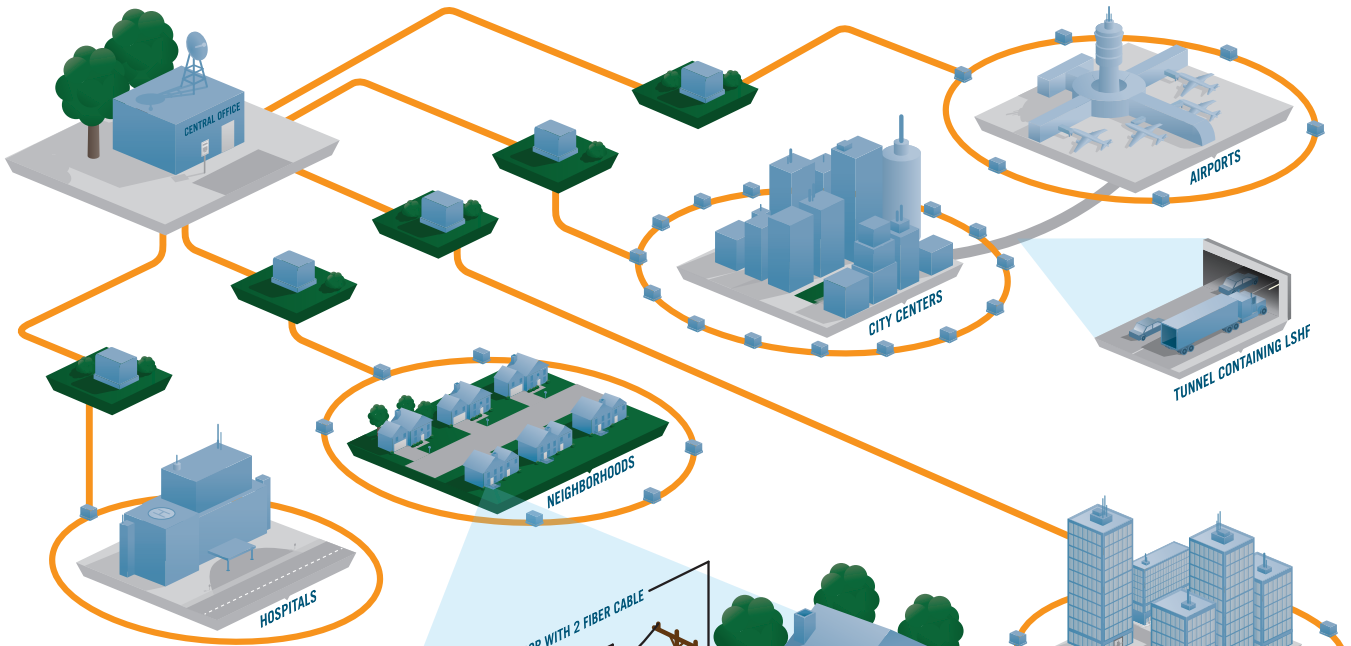 CENTRAL OFFICE
AIRPORTS
CITY CENTERS
TUNNEL CONTAINING LSHF
NEIGHBORHOODS
HOSPITALS
WITH 2 FIBER CABLE